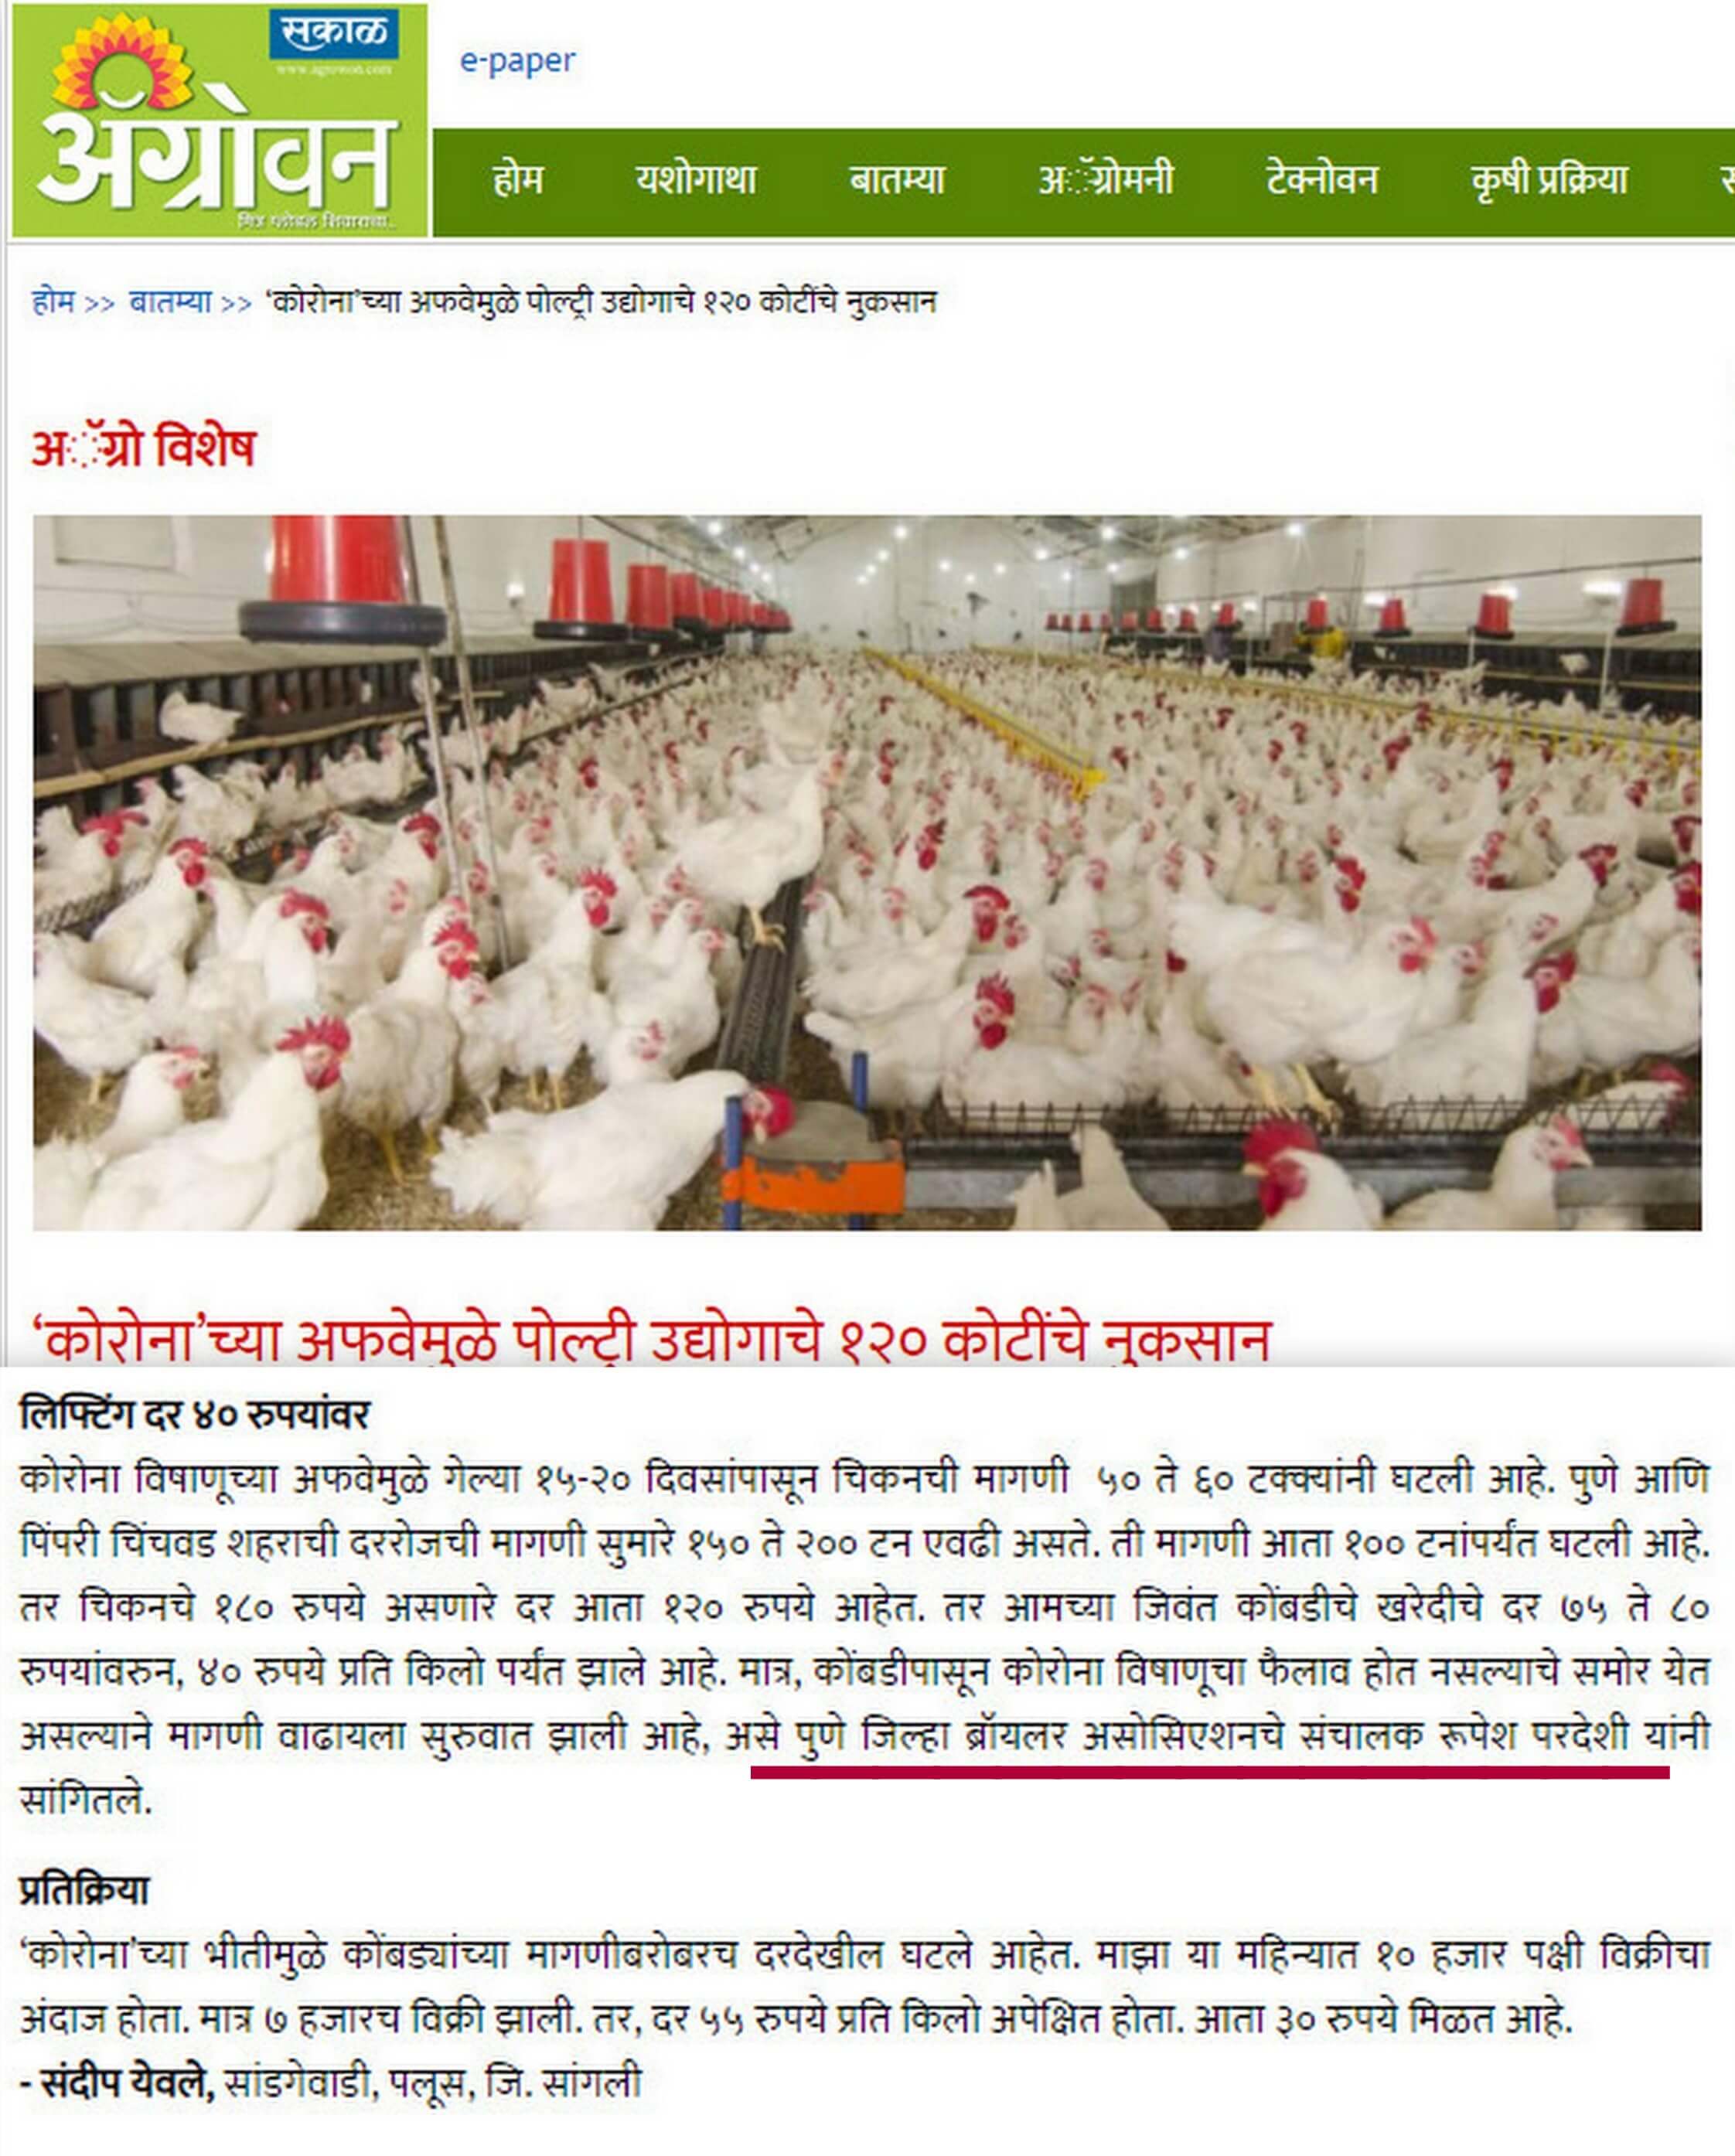 सकाळ
www.agrowon.com
ॲग्रोवन
मित्र ग्लोबल शिवाराचा..
e-paper
होम यशोगाथा बातम्या अॅग्रोमनी टेक्नोवन कृषी प्रक्रिया
होम >> बातम्या >> ‘कोरोना’च्या अफवेमुळे पोल्ट्री उद्योगाचे १२० कोटींचे नुकसान
अॅग्रो विशेष
‘कोरोना’च्या अफवेमुळे पोल्ट्री उद्योगाचे १२० कोटींचे नुकसान
लिफ्टिंग दर ४० रुपयांवर
कोरोना विषाणूच्या अफवेमुळे गेल्या १५-२० दिवसांपासून चिकनची मागणी ५० ते ६० टक्क्यांनी घटली आहे. पुणे आणि
पिंपरी चिंचवड शहराची दररोजची मागणी सुमारे १५० ते २०० टन एवढी असते. ती मागणी आता १०० टनांपर्यंत घटली आहे.
तर चिकनचे १८० रुपये असणारे दर आता १२० रुपये आहेत. तर आमच्या जिवंत कोंबडीचे खरेदीचे दर ७५ ते ८०
रुपयांवरुन, ४० रुपये प्रति किलो पर्यंत झाले आहे. मात्र, कोंबडीपासून कोरोना विषाणूचा फैलाव होत नसल्याचे समोर येत
असल्याने मागणी वाढायला सुरुवात झाली आहे, असे पुणे जिल्हा ब्रॉयलर असोसिएशनचे संचालक रूपेश परदेशी यांनी
सांगितले.
प्रतिक्रिया
‘कोरोना’च्या भीतीमुळे कोंबड्यांच्या मागणीबरोबरच दरदेखील घटले आहेत. माझा या महिन्यात १० हजार पक्षी विक्रीचा
अंदाज होता. मात्र ७ हजारच विक्री झाली. तर, दर ५५ रुपये प्रति किलो अपेक्षित होता. आता ३० रुपये मिळत आहे.
- संदीप येवले, सांडगेवाडी, पलूस, जि. सांगली